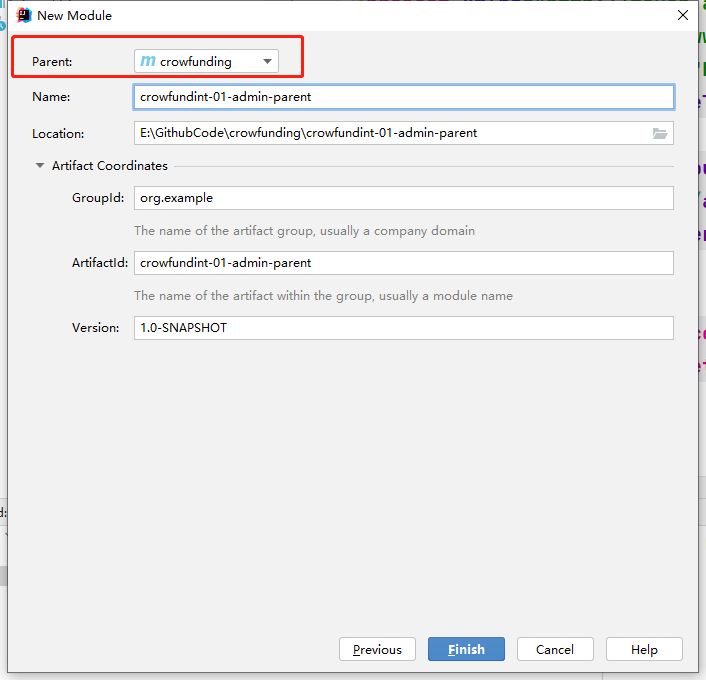 New Module
Parent: m crowfunding
Name: crowfundint-01-admin-parent
Location: E:\GithubCode\crowfunding\crowfundint-01-admin-parent
Artifact Coordinates
GroupId: org.example
The name of the artifact group, usually a company domain
ArtifactId: crowfundint-01-admin-parent
The name of the artifact within the group, usually a module name
Version: 1.0-SNAPSHOT
Previous Finish Cancel Help